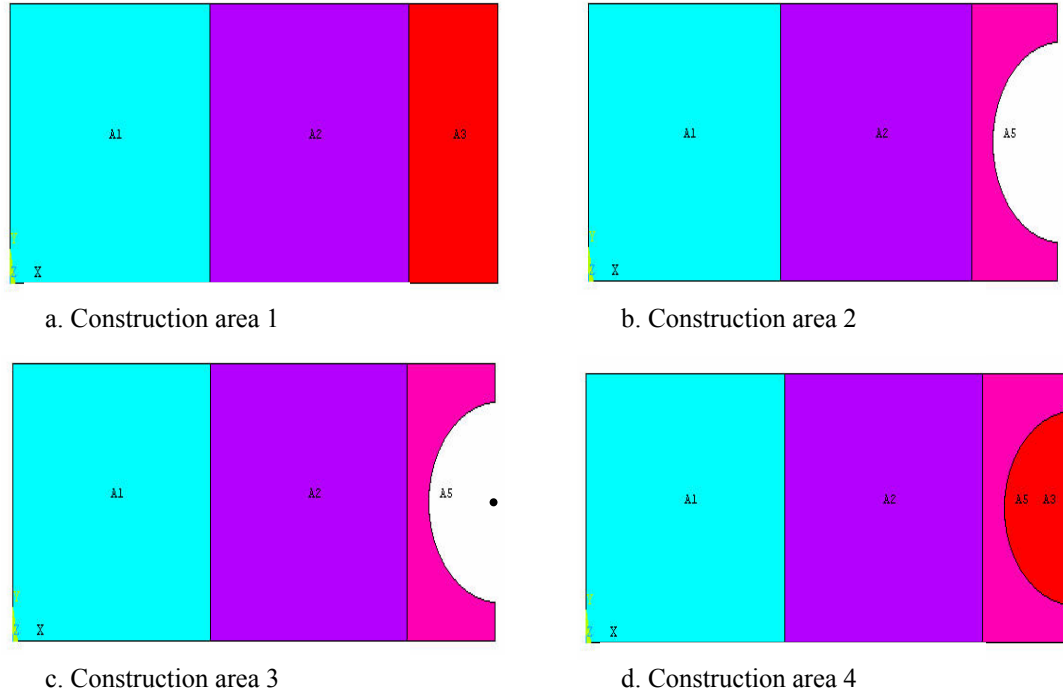 A1 A2 A3
Y
Z X
a. Construction area 1
A1 A2 A5
Y
Z X
b. Construction area 2
A1 A2 A5
Y
Z X
c. Construction area 3
A1 A2 A5 A3
Y
Z X
d. Construction area 4